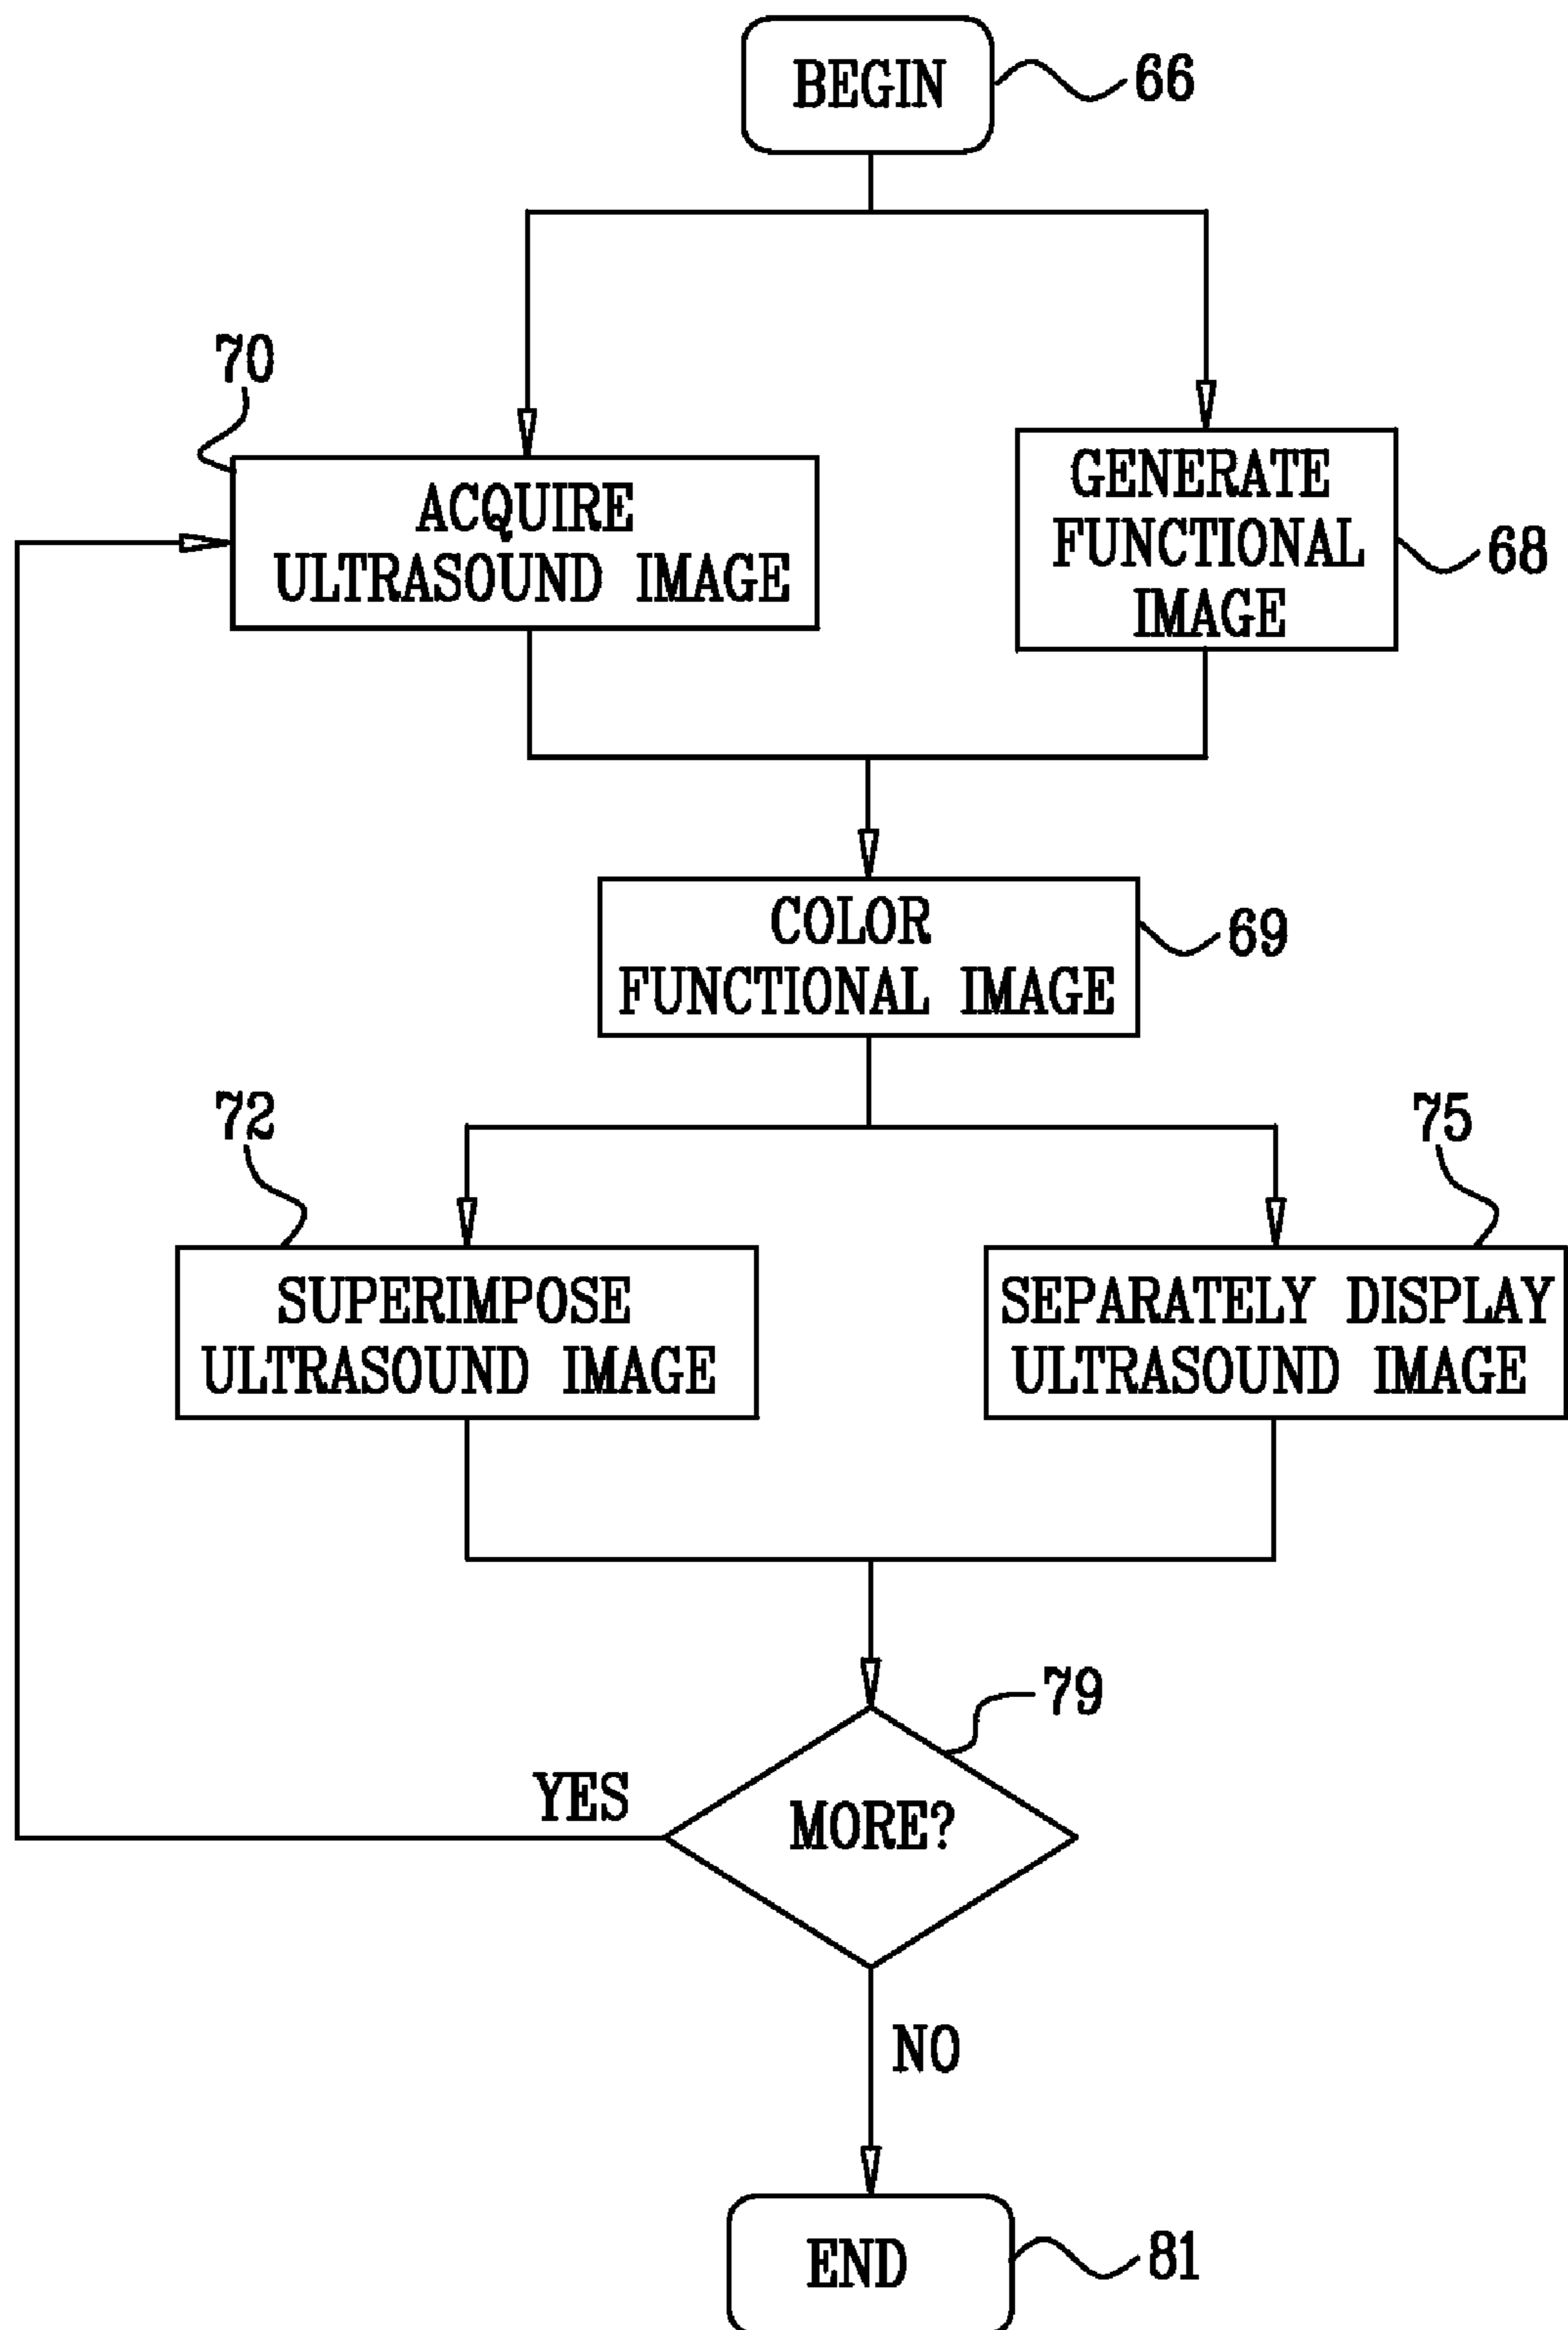 BEGIN
66
70
ACQUIRE
ULTRASOUND IMAGE
GENERATE
FUNCTIONAL
IMAGE
68
COLOR
FUNCTIONAL IMAGE
69
72
75
SUPERIMPOSE
ULTRASOUND IMAGE
SEPARATELY DISPLAY
ULTRASOUND IMAGE
79
YES
MORE?
NO
END
81